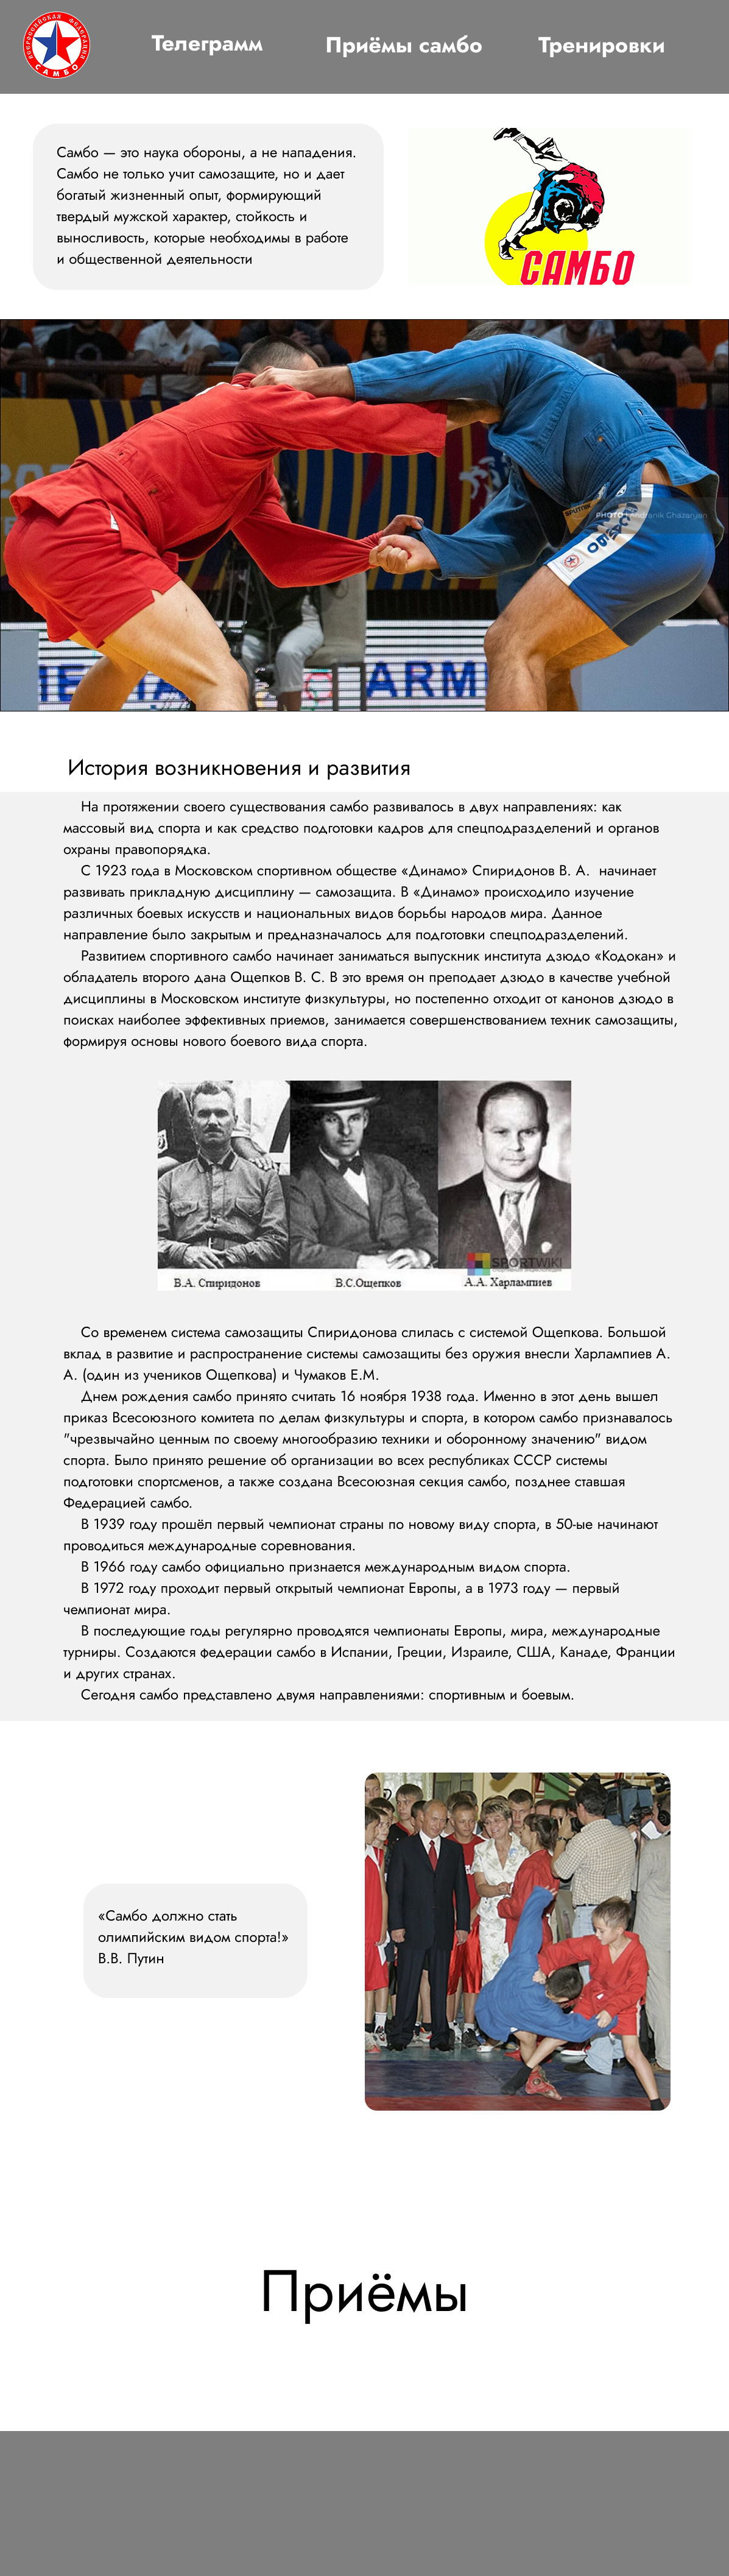 ВСЕРОССИЙСКАЯ ФЕДЕРАЦИЯ
САМБО
Телеграмм
Приёмы самбо
Тренировки
Самбо — это наука обороны, а не нападения.
Самбо не только учит самозащите, но и дает
богатый жизненный опыт, формирующий
твердый мужской характер, стойкость и
выносливость, которые необходимы в работе
и общественной деятельности
САМБО
PHOTO
Ghazaryan
ARM
История возникновения и развития
На протяжении своего существования самбо развивалось в двух направлениях: как
массовый вид спорта и как средство подготовки кадров для спецподразделений и органов
охраны правопорядка.
С 1923 года в Московском спортивном обществе «Динамо» Спиридонов В. А. начинает
развивать прикладную дисциплину — самозащита. В «Динамо» происходило изучение
различных боевых искусств и национальных видов борьбы народов мира. Данное
направление было закрытым и предназначалось для подготовки спецподразделений.
Развитием спортивного самбо начинает заниматься выпускник института дзюдо «Кодокан» и
обладатель второго дана Ощепков В. С. В это время он преподает дзюдо в качестве учебной
дисциплины в Московском институте физкультуры, но постепенно отходит от канонов дзюдо в
поисках наиболее эффективных приемов, занимается совершенствованием техник самозащиты,
формируя основы нового боевого вида спорта.
SPORTWIKI
В.А. Спиридонов
В.С.Ощепков
А.А. Харлампиев
Со временем система самозащиты Спиридонова слилась с системой Ощепкова. Большой
вклад в развитие и распространение системы самозащиты без оружия внесли Харлампиев А.
А. (один из учеников Ощепкова) и Чумаков Е.М.
Днем рождения самбо принято считать 16 ноября 1938 года. Именно в этот день вышел
приказ Всесоюзного комитета по делам физкультуры и спорта, в котором самбо признавалось
"чрезвычайно ценным по своему многообразию техники и оборонному значению" видом
спорта. Было принято решение об организации во всех республиках СССР системы
подготовки спортсменов, а также создана Всесоюзная секция самбо, позднее ставшая
Федерацией самбо.
В 1939 году прошёл первый чемпионат страны по новому виду спорта, в 50-ые начинают
проводиться международные соревнования.
В 1966 году самбо официально признается международным видом спорта.
В 1972 году проходит первый открытый чемпионат Европы, а в 1973 году — первый
чемпионат мира.
В последующие годы регулярно проводятся чемпионаты Европы, мира, международные
турниры. Создаются федерации самбо в Испании, Греции, Израиле, США, Канаде, Франции
и других странах.
Сегодня самбо представлено двумя направлениями: спортивным и боевым.
«Самбо должно стать
олимпийским видом спорта!»
В.В. Путин
Приёмы